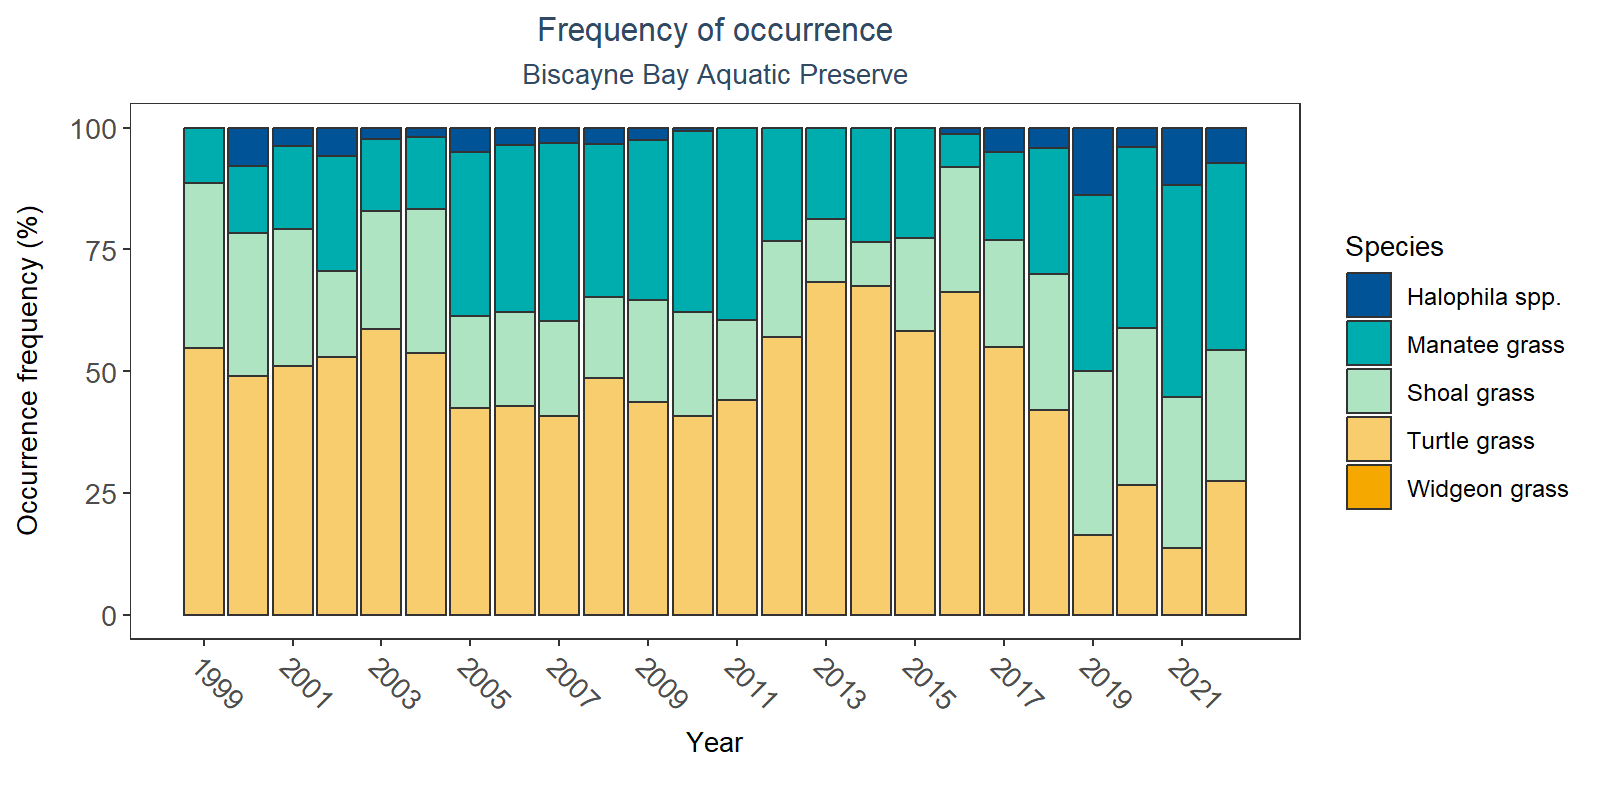 Frequency of occurrence
Biscayne Bay Aquatic Preserve
Occurrence frequency (%)
100
75
50
25
0
1999
2001
2003
2005
2007
2009
2011
2013
2015
2017
2019
2021
Year
Species
Halophila spp.
Manatee grass
Shoal grass
Turtle grass
Widgeon grass